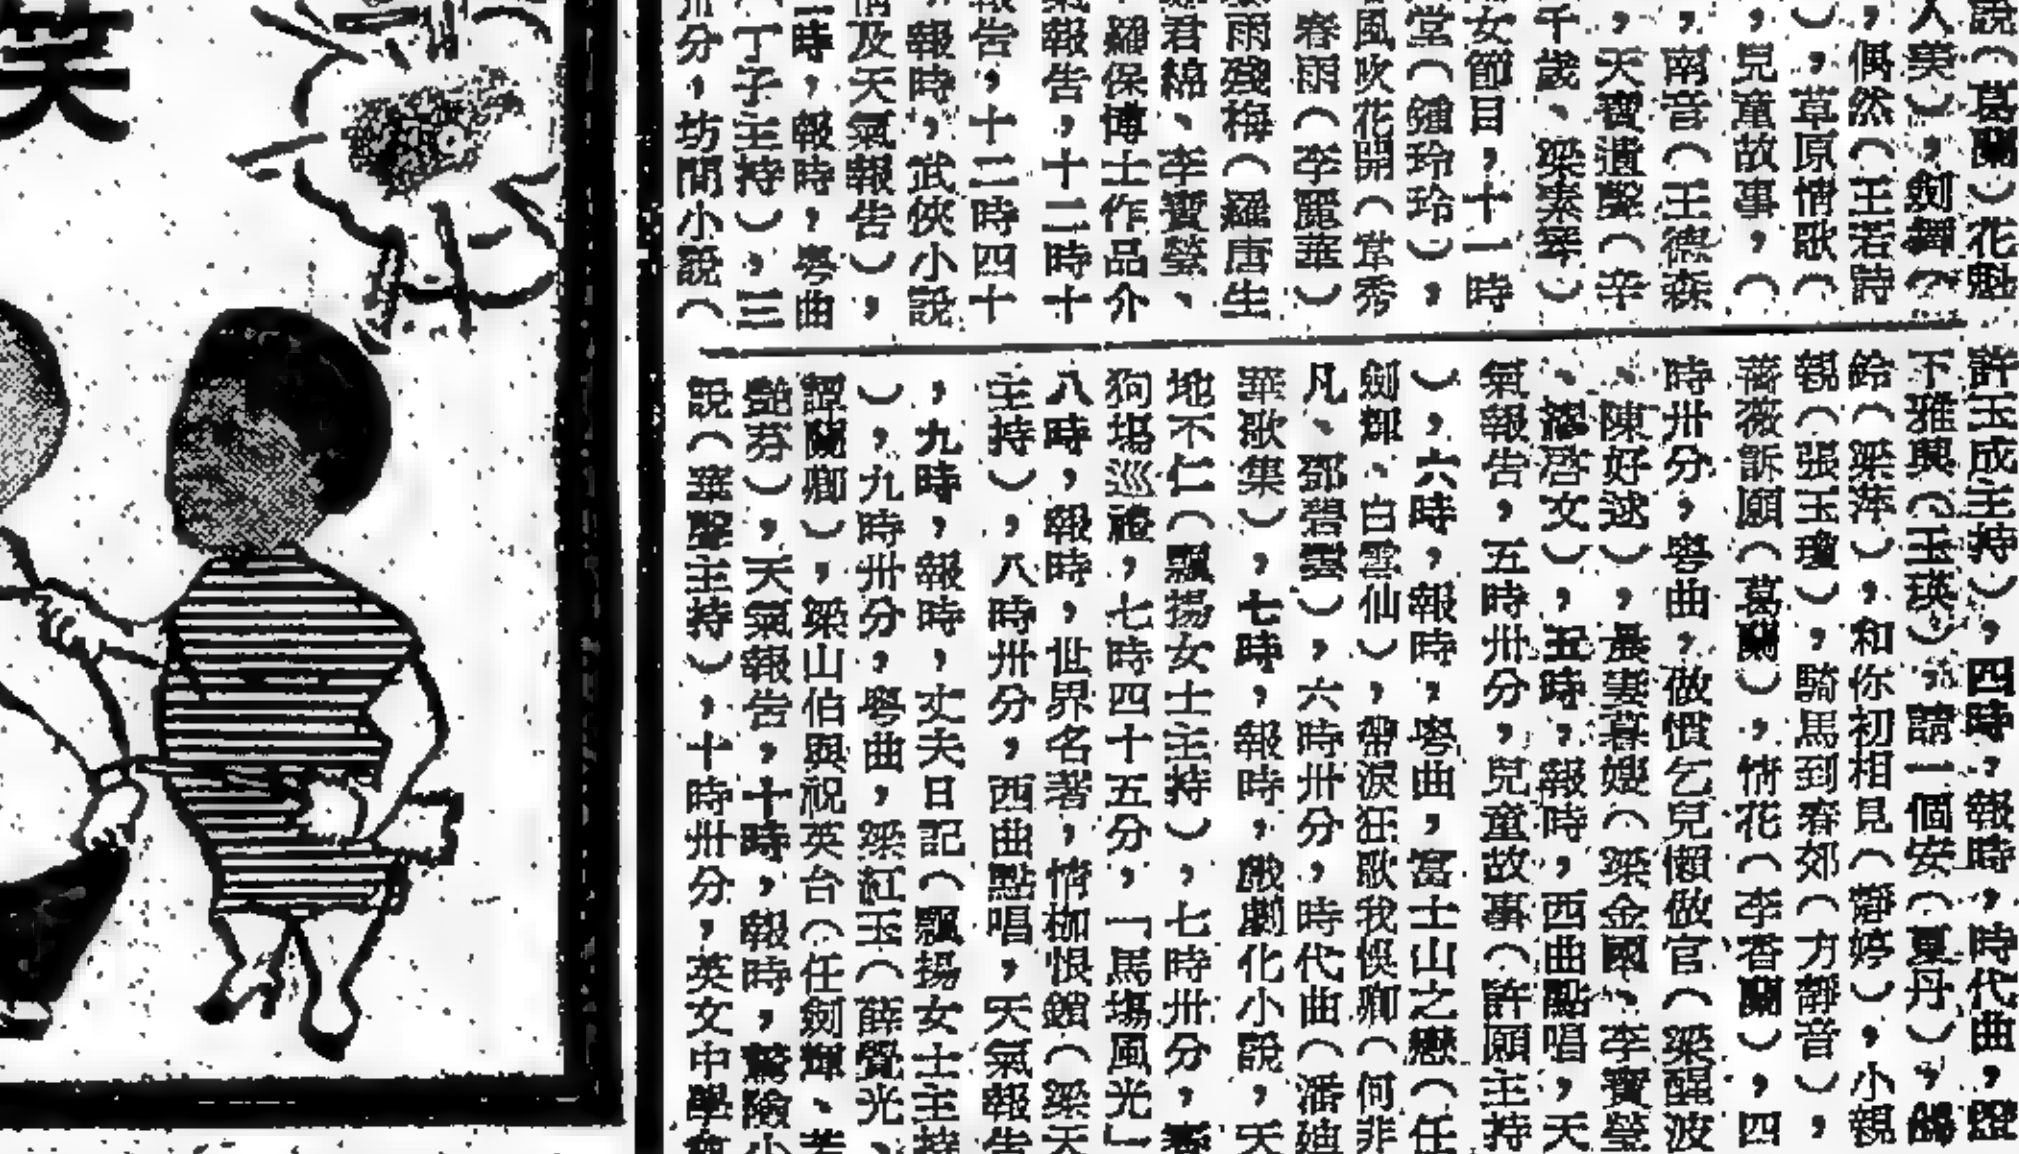 說（葛蘭）花魁
人美），劍舞（
，偶然（王若詩
），草原情歌（
，兒童故事，（
，南音（王德森
，天寶遺聲（辛
千歲、梁素琴）
女節目，十一時
堂（鍾玲玲），
風吹花開（韋秀
春雨（李麗華）
雨殘梅（羅唐生
君綿、李寶瑩、
羅保博士作品介
報告，十二時十
告，十二時四十
，報時，武俠小說
情及天氣報告），
時，報時，粵曲
（丁子主持），三
卅分，坊間小說（
許玉成主持），四時，報時，時代曲，
下雅興（玉瑛），請一個安（夏丹），
鈴（梁萍），和你初相見（靜婷），小親
親（張玉瓊），騎馬到春郊（方靜音），
薔薇訴願（葛蘭），情花（李香蘭），四
時卅分，粵曲，做慣乞兒懶做官（梁醒波
、陳好逑），晨妻暮嫂（梁金國、李寶瑩
、啓文），五時，報時，西曲點唱，天
氣報告，五時卅分，兒童故事（許願主持
），六時，報時，粵曲，富士山之戀（任
劍輝、白雲仙），帶淚狂歌我悞卿（何非
凡、鄧碧雲），六時卅分，時代曲（潘迪
華歌集），七時，報時，戲劇化小說，天
地不仁（飄揚女士主持），七時卅分，賽
狗場巡禮，七時四十五分，「馬場風光」
八時，報時，世界名著，情枷恨鎖（梁天
主持），八時卅分，西曲點唱，天氣報告
，九時，報時，丈夫日記（飄揚女士主持
），九時卅分，粵曲，梁紅玉（薛覺光、
譚蘭卿），梁山伯與祝英台（任劍輝、芳
艷芬），天氣報告，十時，報時，驚險小
說（華聲主持），十時卅分，英文中學會
笑